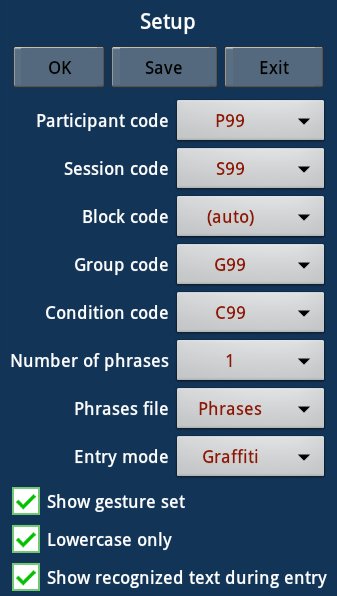 Setup
OK Save Exit
Participant code P99
Session code S99
Block code (auto)
Group code G99
Condition code C99
Number of phrases 1
Phrases file Phrases
Entry mode Graffiti
Show gesture set
Lowercase only
Show recognized text during entry